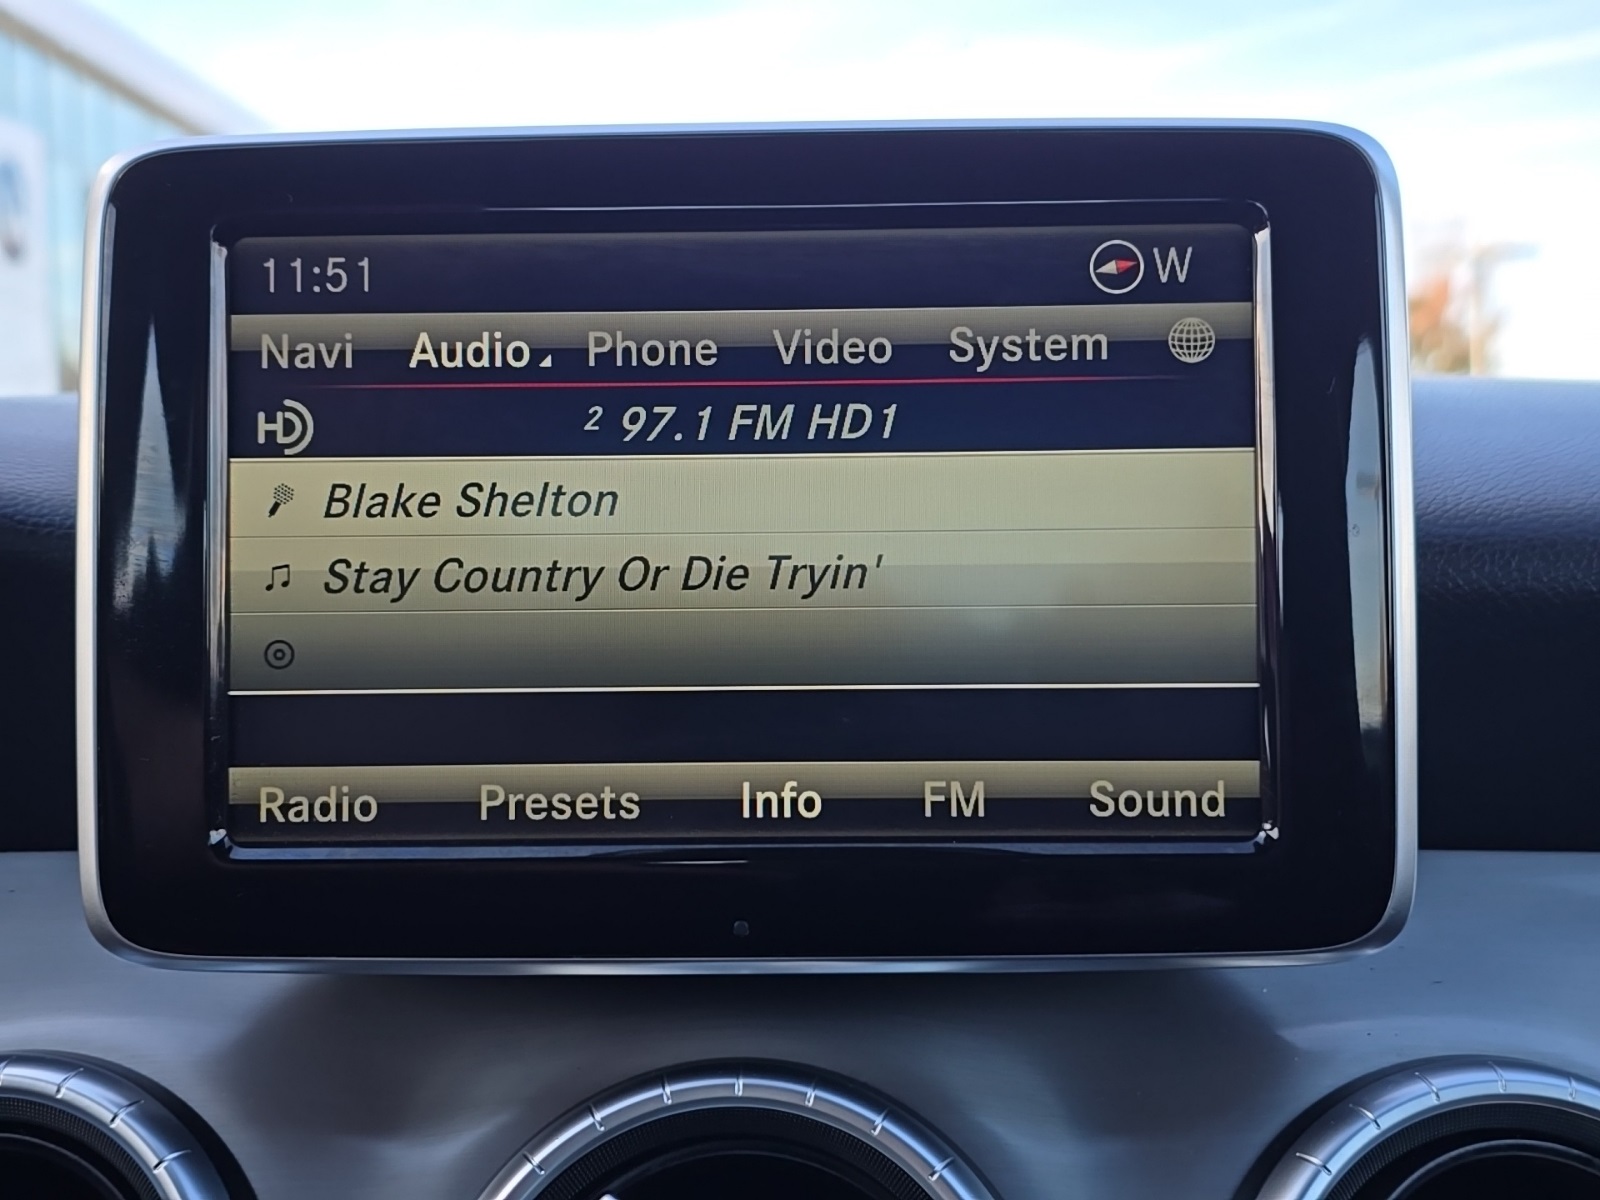 11:51 W
Navi Audio Phone Video System
HD 2 97.1 FM HD1
Blake Shelton
Stay Country Or Die Tryin'
Radio Presets Info FM Sound